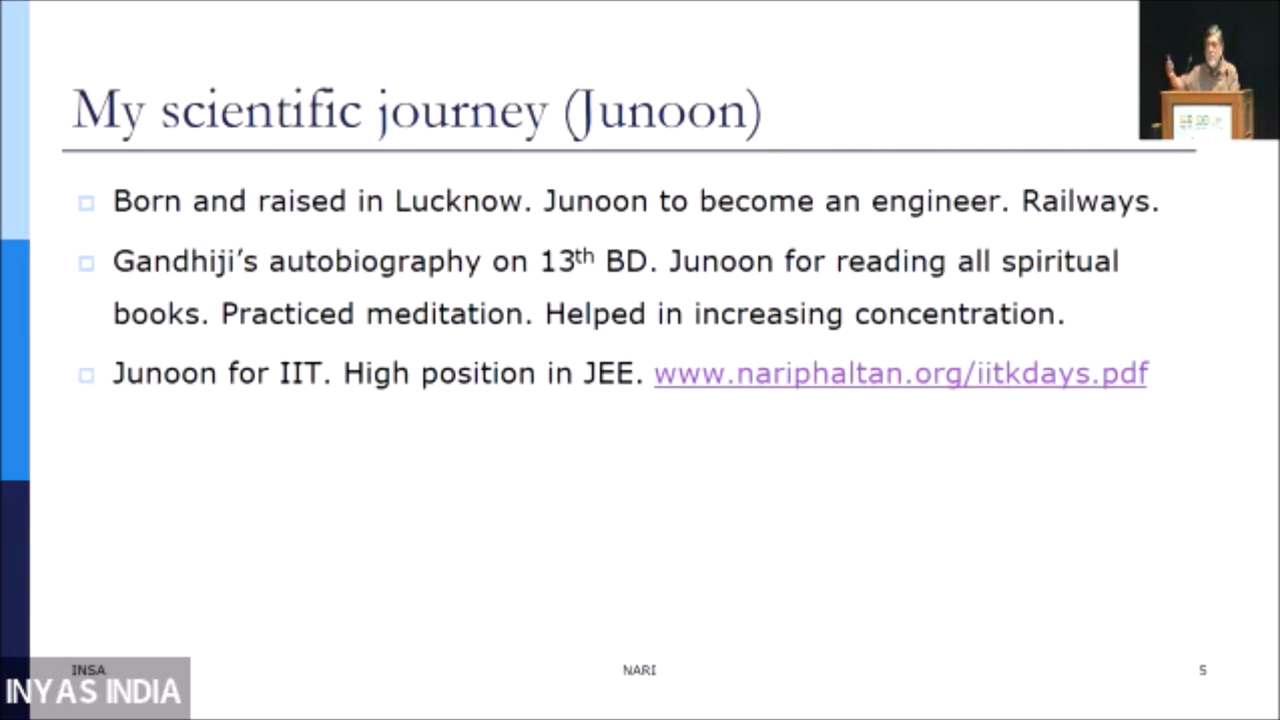 My scientific journey (Junoon)
Born and raised in Lucknow. Junoon to become an engineer. Railways.
Gandhiji’s autobiography on 13th BD. Junoon for reading all spiritual
books. Practiced meditation. Helped in increasing concentration.
Junoon for IIT. High position in JEE. www.nariphaltan.org/iitkdays.pdf
INSA
NARI
5
INYAS INDIA